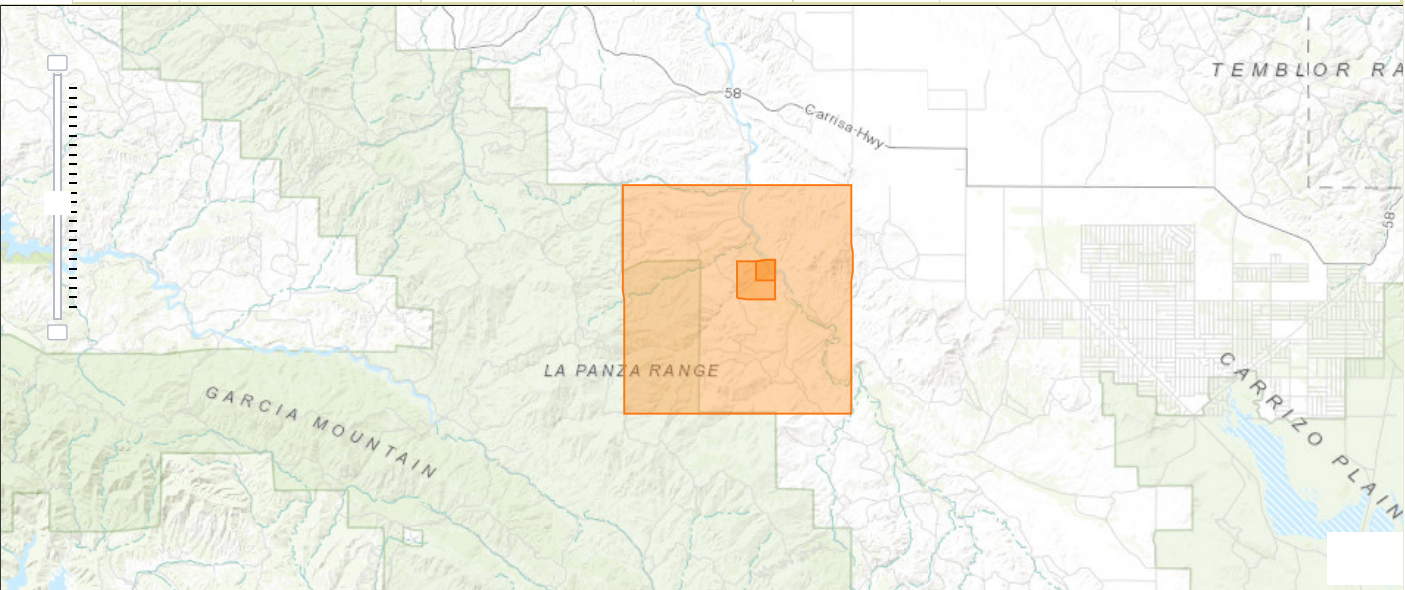 TEMBLOR RA
58
Carrisa Hwy
58
LA PANZA RANGE
CARRIZO PLAIN
GARCIA MOUNTAIN